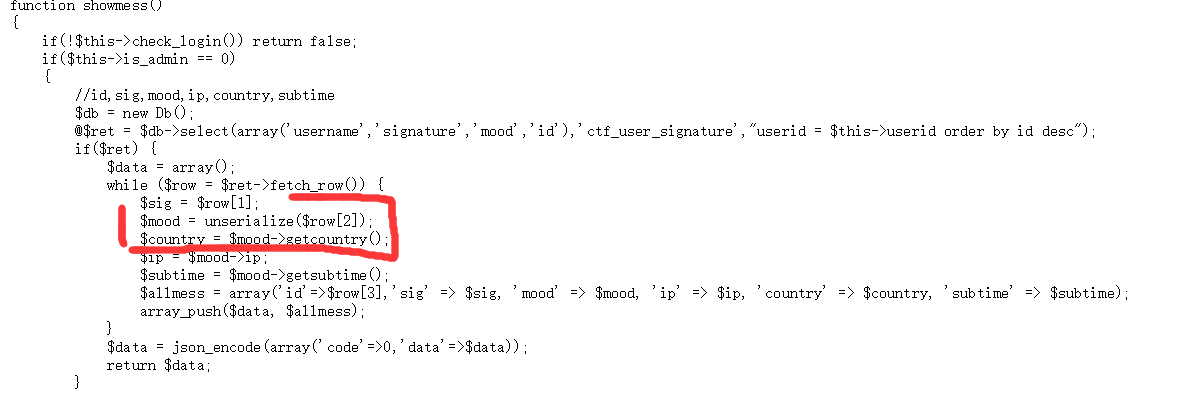 function showmess()
{
if(!$this->check_login()) return false;
if($this->is_admin == 0)
{
//id,sig,mood,ip,country,subtime
$db = new Db();
@$ret = $db->select(array('username','signature','mood','id'),'ctf_user_signature',"userid = $this->userid order by id desc");
if($ret) {
$data = array();
while ($row = $ret->fetch_row()) {
$sig = $row[1];
$mood = unserialize($row[2]);
$country = $mood->getcountry();
$ip = $mood->ip;
$subtime = $mood->getsubtime();
$allmess = array('id'=>$row[3],'sig' => $sig, 'mood' => $mood, 'ip' => $ip, 'country' => $country, 'subtime' => $subtime);
array_push($data, $allmess);
}
$data = json_encode(array('code'=>0,'data'=>$data));
return $data;
}